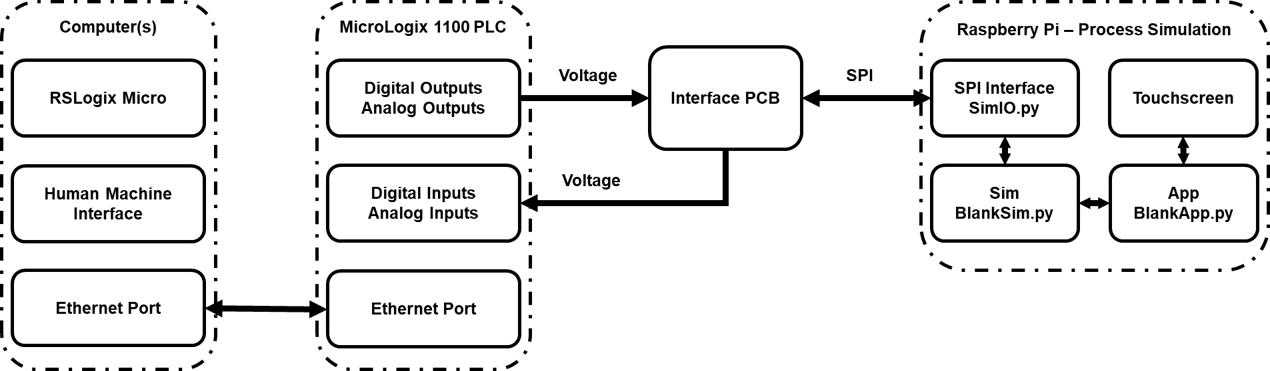 Computer(s)
RSLogix Micro
Human Machine
Interface
Ethernet Port
MicroLogix 1100 PLC
Digital Outputs
Analog Outputs
Digital Inputs
Analog Inputs
Ethernet Port
Voltage
Voltage
Interface PCB
SPI
Raspberry Pi – Process Simulation
SPI Interface
SimIO.py
Touchscreen
Sim
BlankSim.py
App
BlankApp.py